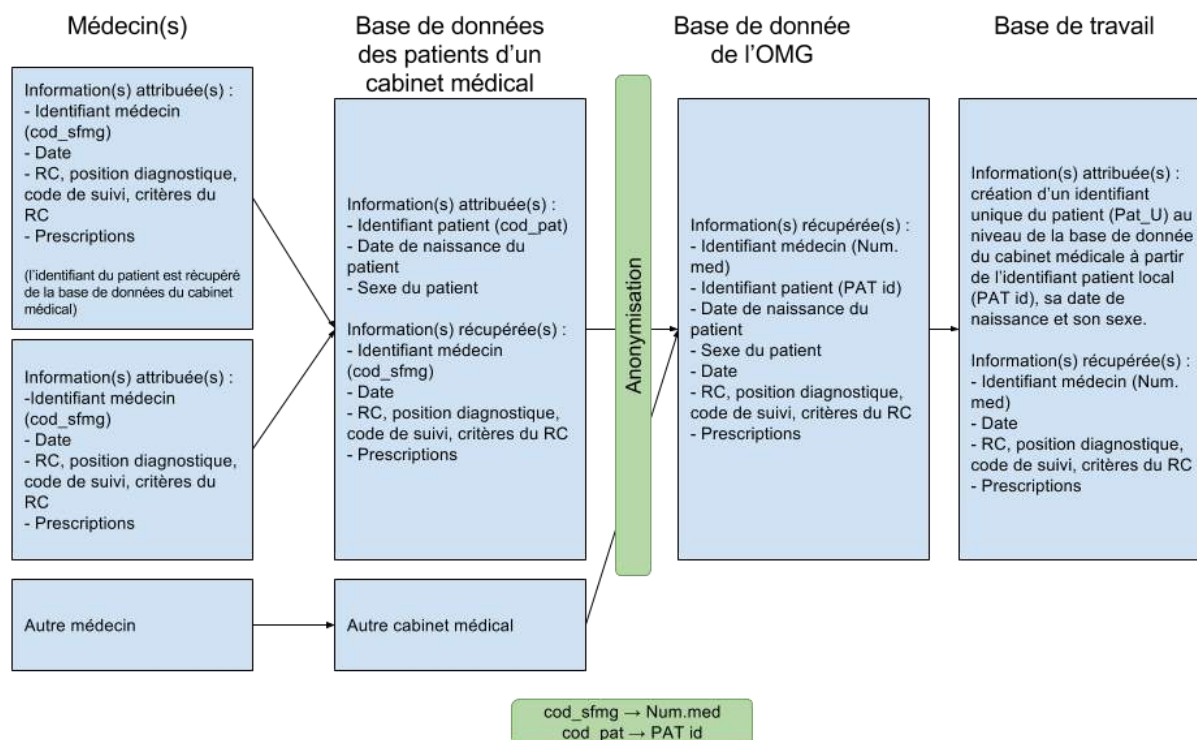 Médecin(s)
Information(s) attribuée(s) :
- Identifiant médecin
(cod_sfmg)
- Date
- RC, position diagnostique,
code de suivi, critères du
RC
- Prescriptions
(l'identifiant du patient est récupéré
de la base de données du cabinet
médical)
Information(s) attribuée(s) :
-Identifiant médecin
(cod_sfmg)
- Date
- RC, position diagnostique,
code de suivi, critères du
RC
- Prescriptions
Autre médecin
Base de données
des patients d'un
cabinet médical
Information(s) attribuée(s) :
- Identifiant patient (cod_pat)
- Date de naissance du
patient
- Sexe du patient
Information(s) récupérée(s) :
- Identifiant médecin
(cod_sfmg)
- Date
- RC, position diagnostique,
code de suivi, critères du RC
- Prescriptions
Autre cabinet médical
Anonymisation
Base de donnée
de l'OMG
Information(s) récupérée(s) :
- Identifiant médecin (Num.
med)
- Identifiant patient (PAT id)
- Date de naissance du
patient
- Sexe du patient
- Date
- RC, position diagnostique,
code de suivi, critères du RC
- Prescriptions
Base de travail
Information(s) attribuée(s) :
création d'un identifiant
unique du patient (Pat_U) au
niveau de la base de donnée
du cabinet médicale à partir
de l'identifiant patient local
(PAT id), sa date de
naissance et son sexe.
Information(s) récupérée(s) :
- Identifiant médecin (Num.
med)
- Date
- RC, position diagnostique,
code de suivi, critères du RC
- Prescriptions
cod_sfmg → Num.med
cod_pat → PAT id